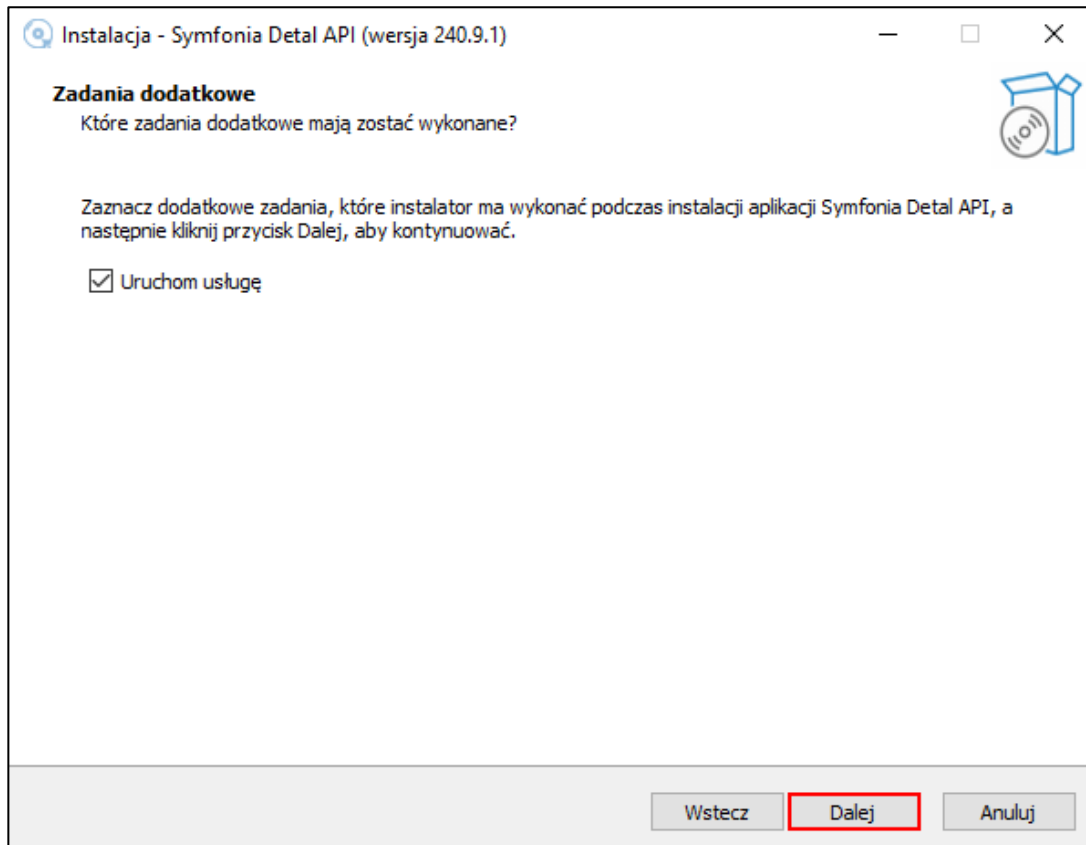 Instalacja - Symfonia Detal API (wersja 240.9.1)
Zadania dodatkowe
Które zadania dodatkowe mają zostać wykonane?
Zaznacz dodatkowe zadania, które instalator ma wykonać podczas instalacji aplikacji Symfonia Detal API, a
następnie kliknij przycisk Dalej, aby kontynuować.
Uruchom usługę
Wstecz Dalej Anuluj